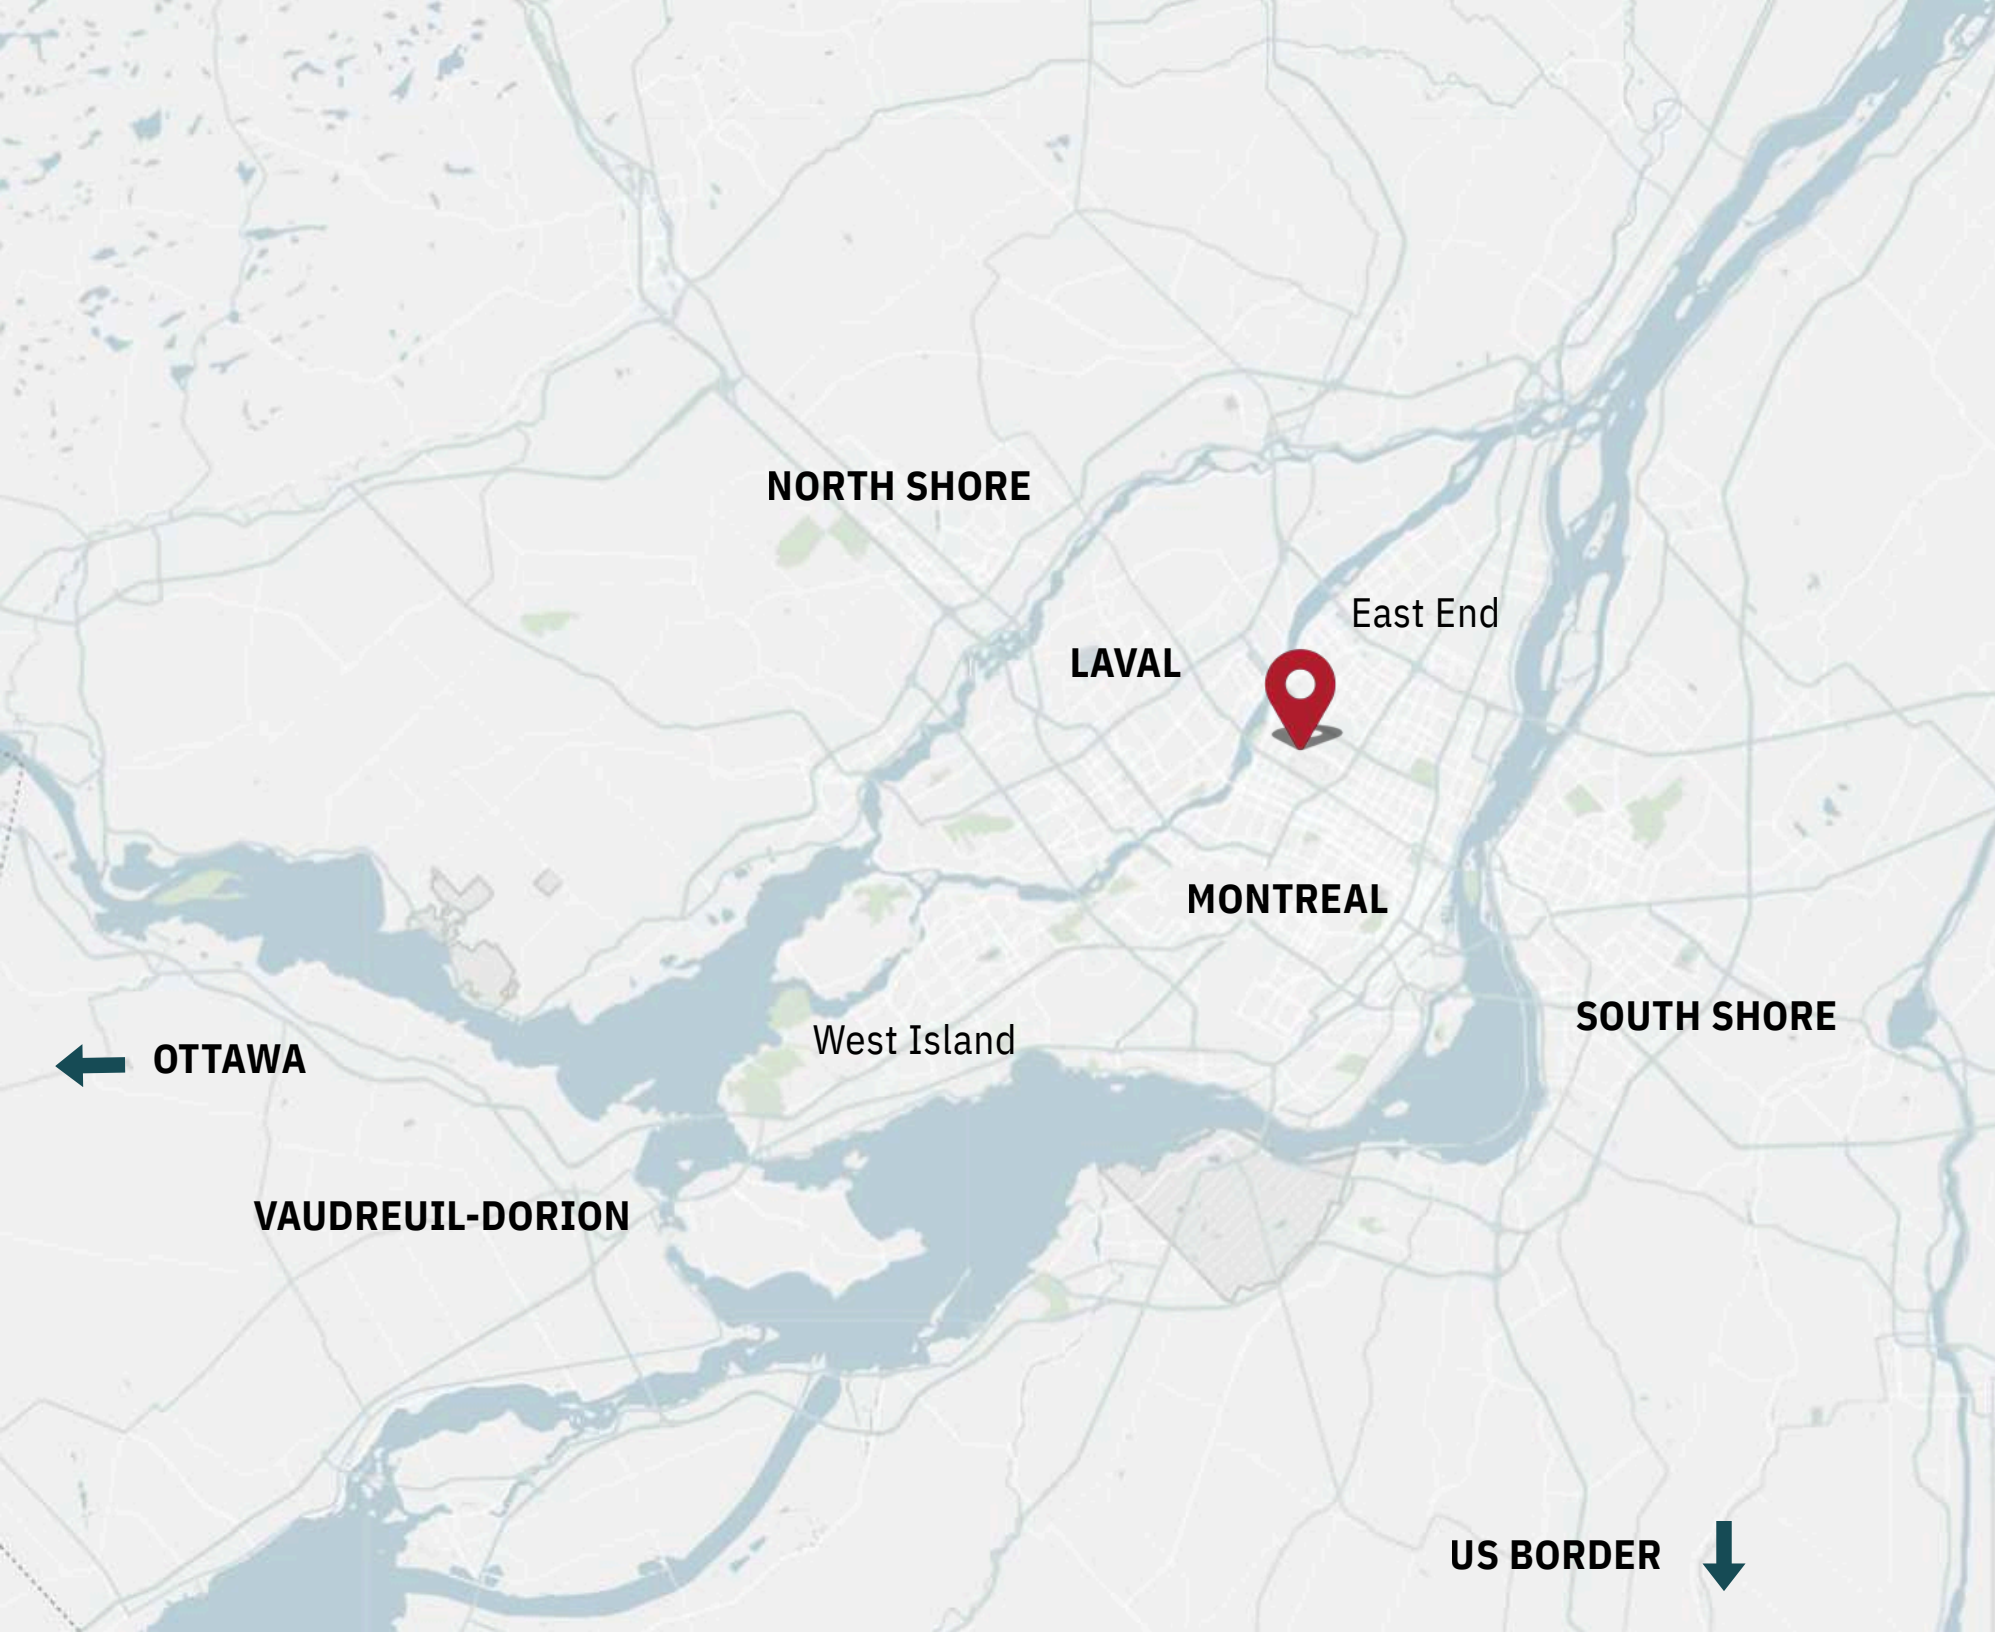 NORTH SHORE
East End
LAVAL
MONTREAL
SOUTH SHORE
West Island
OTTAWA
VAUDREUIL-DORION
US BORDER